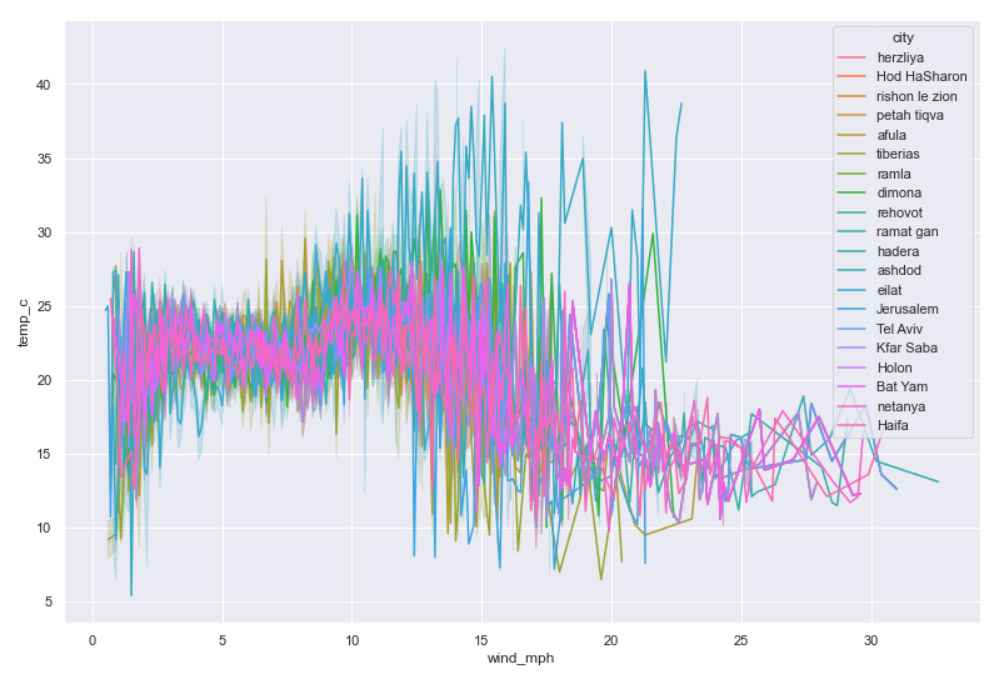 city
herzliya
Hod HaSharon
rishon le zion
petah tiqva
afula
tiberias
ramla
dimona
rehovot
ramat gan
hadera
ashdod
eilat
Jerusalem
Tel Aviv
Kfar Saba
Holon
Bat Yam
netanya
Haifa
40
35
30
25
20
15
10
5
temp_c
0 5 10 15 20 25 30
wind_mph